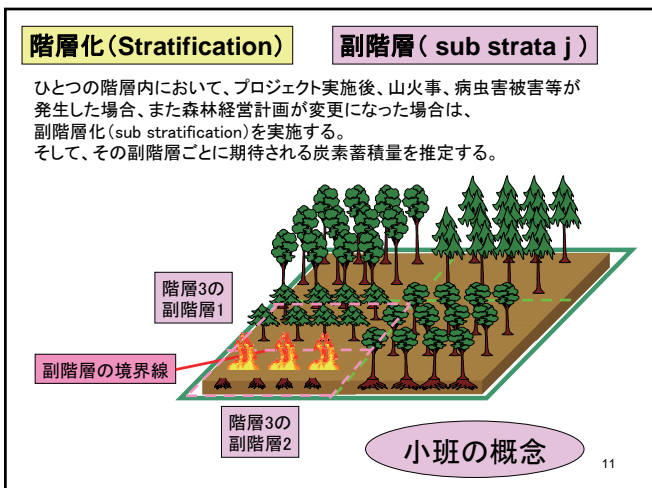 階層化(Stratification)
副階層( sub strata j )
ひとつの階層内において、プロジェクト実施後、山火事、病虫害被害等が
発生した場合、また森林経営計画が変更になった場合は、
副階層化(sub stratification)を実施する。
そして、その副階層ごとに期待される炭素蓄積量を推定する。
階層3の
副階層1
副階層の境界線
階層3の
副階層2
小班の概念
11